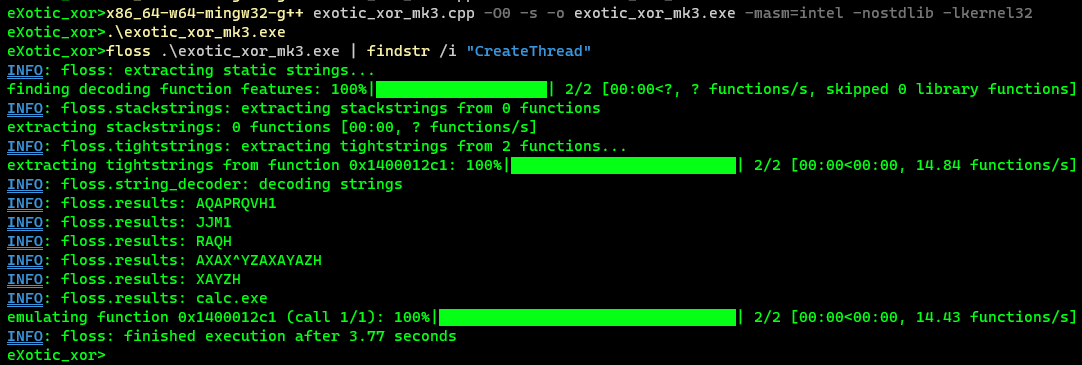 eXotic_xor>x86_64-w64-mingw32-g++ exotic_xor_mk3.cpp -O0 -s -o exotic_xor_mk3.exe -masm=intel -nostdlib -lkernel32
eXotic_xor>.\exotic_xor_mk3.exe
eXotic_xor>floss .\exotic_xor_mk3.exe | findstr /i "CreateThread"
INFO: floss: extracting static strings...
finding decoding function features: 100%| | 2/2 [00:00<?, ? functions/s, skipped 0 library functions]
INFO: floss.stackstrings: extracting stackstrings from 0 functions
extracting stackstrings: 0 functions [00:00, ? functions/s]
INFO: floss.tightstrings: extracting tightstrings from 2 functions...
extracting tightstrings from function 0x1400012c1: 100%| | 2/2 [00:00<00:00, 14.84 functions/s]
INFO: floss.string_decoder: decoding strings
INFO: floss.results: AQAPRQVH1
INFO: floss.results: JJM1
INFO: floss.results: RAQH
INFO: floss.results: AXAX^YZAXAYAZH
INFO: floss.results: XAYZH
INFO: floss.results: calc.exe
emulating function 0x1400012c1 (call 1/1): 100%| | 2/2 [00:00<00:00, 14.43 functions/s]
INFO: floss: finished execution after 3.77 seconds
eXotic_xor>